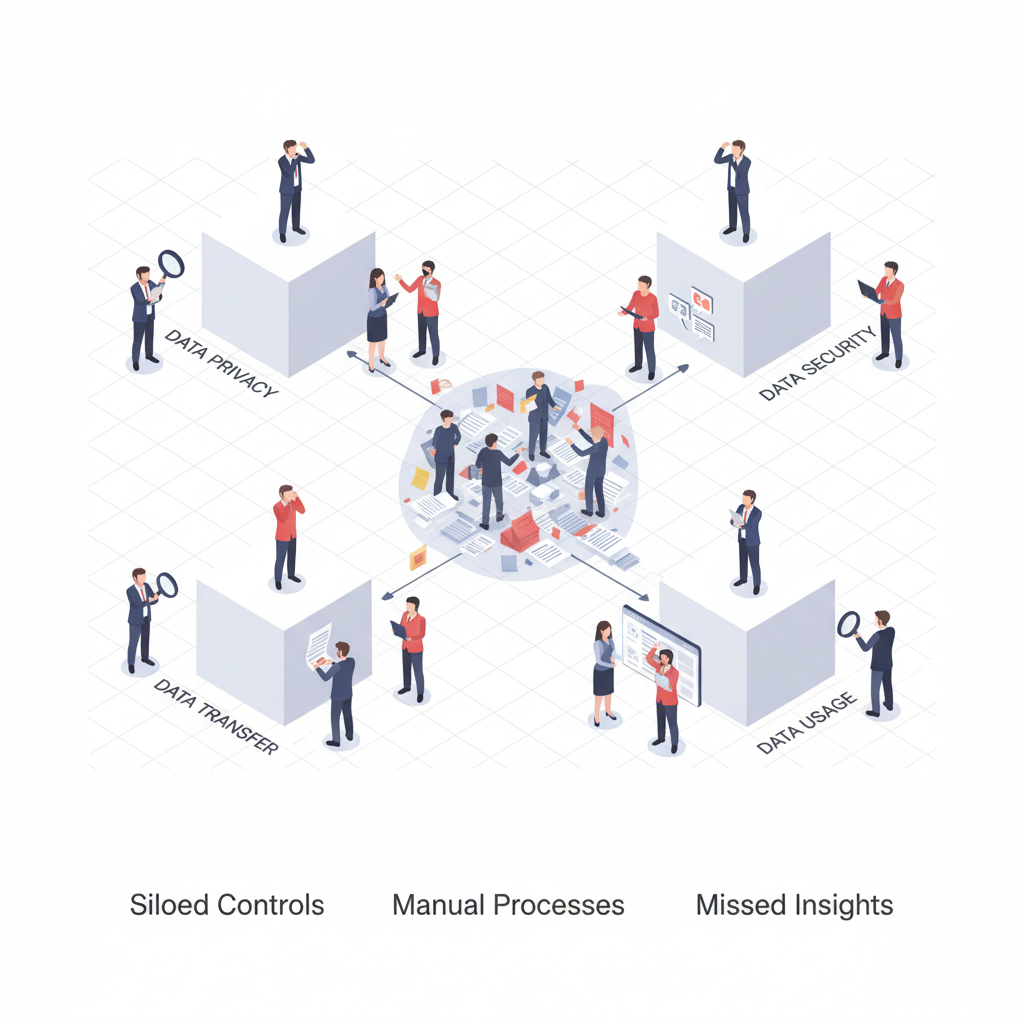 DATA PRIVACY
DATA SECURITY
DATA TRANSFER
DATA USAGE
Siloed Controls
Manual Processes
Missed Insights